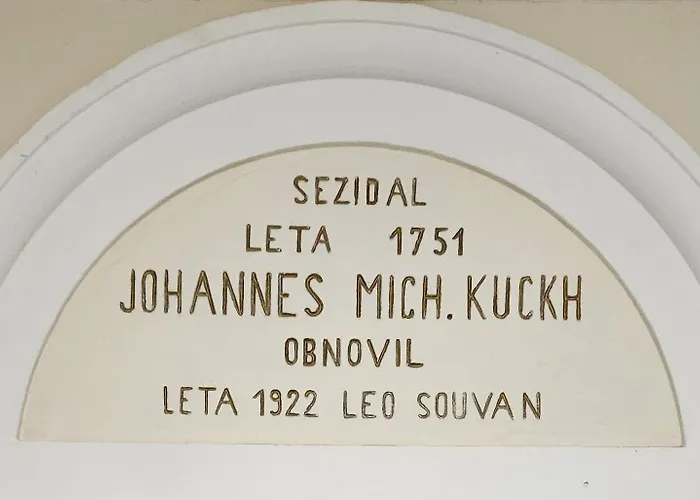 SEZIDAL
LETA 1751
JOHANNES MICH. KUCKH
OBNOVIL
LETA 1922 LEO SOUVAN